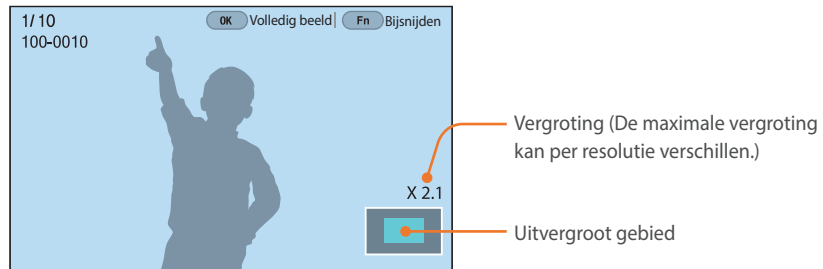 1/10 OK Volledig beeld | Fn Bijsnijden
100-0010
Vergroting (De maximale vergroting
kan per resolutie verschillen.)
X 2.1
Uitvergroot gebied